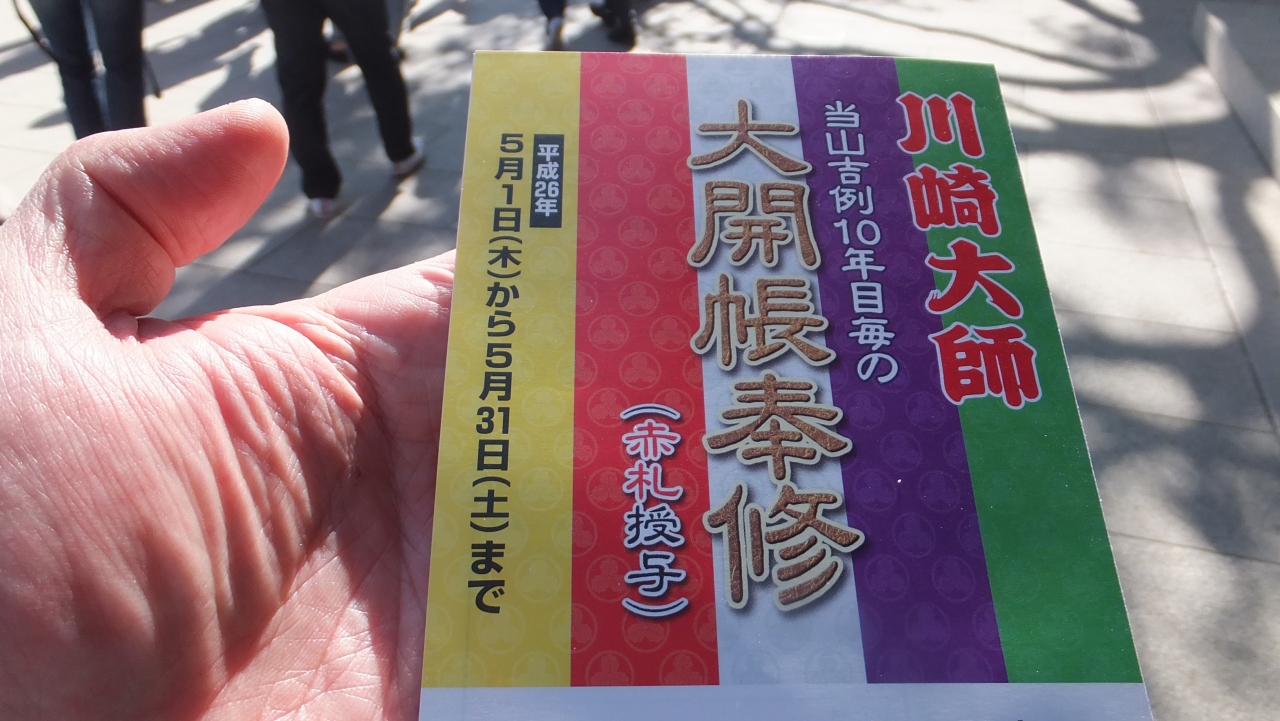 川崎大師
当山吉例10年目毎の
大開帳奉修
(赤札授与)
平成26年
5月1日(木)から5月31日(土)まで